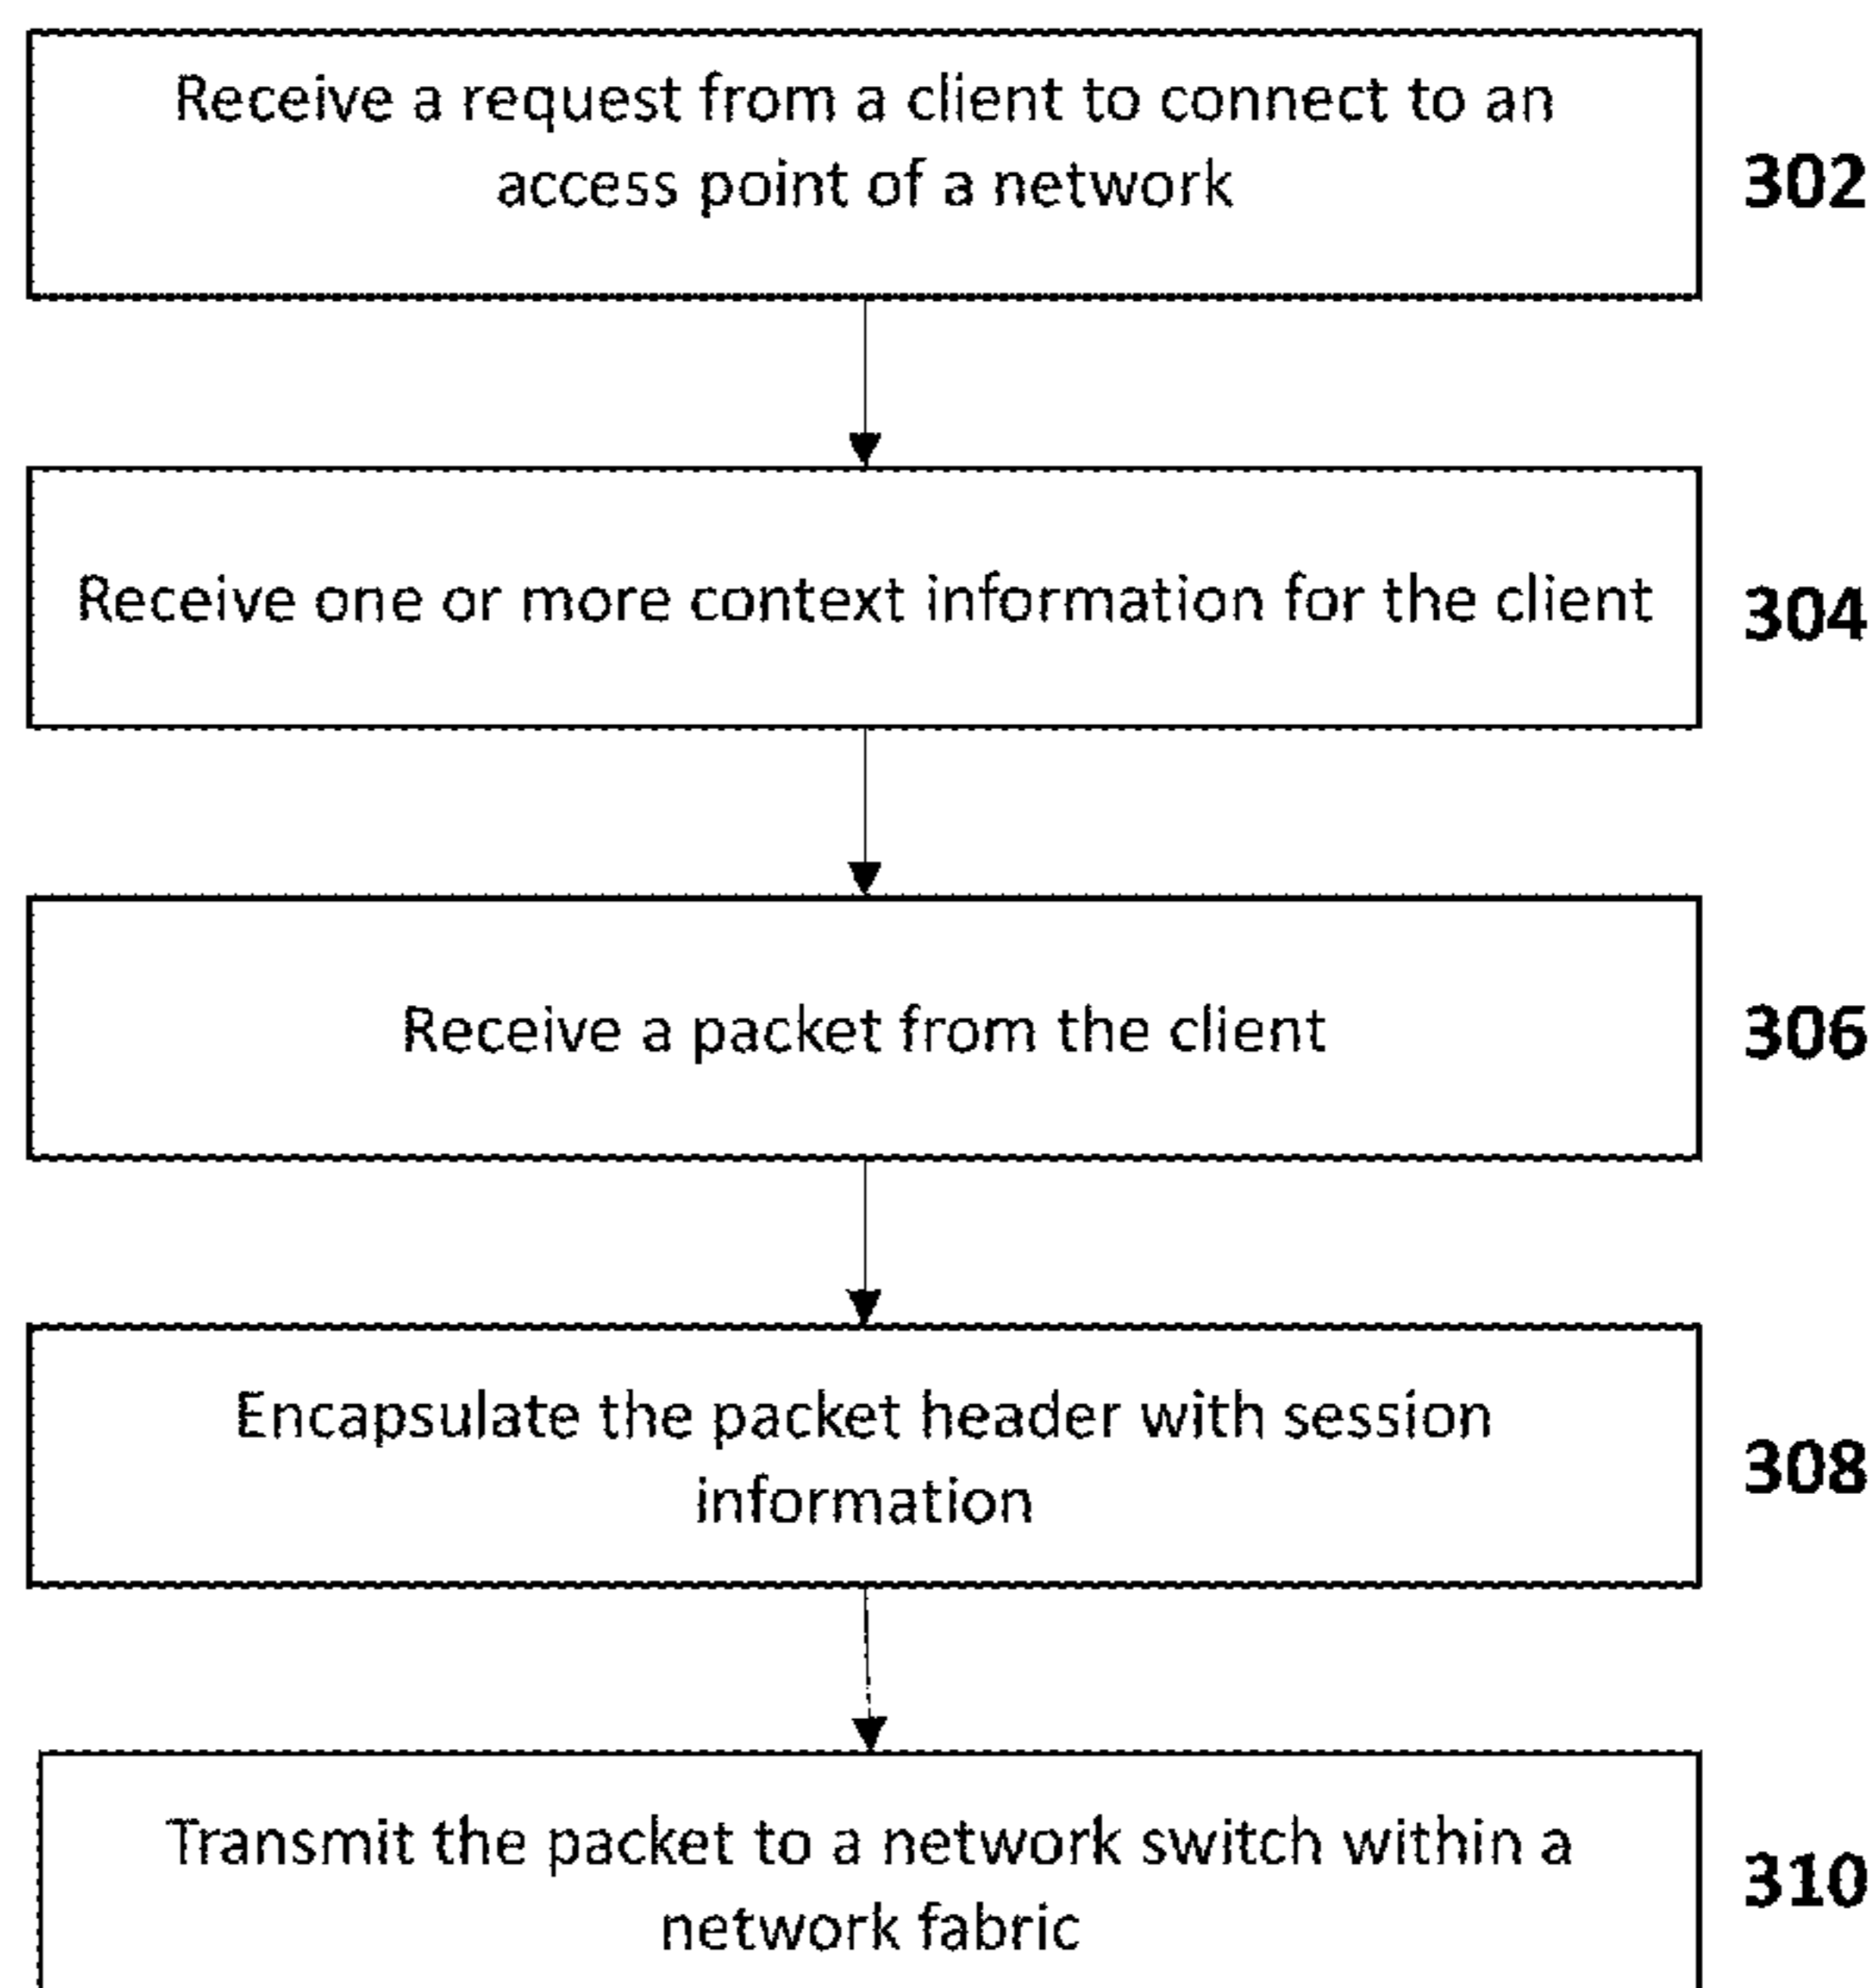 Receive a request from a client to connect to an
access point of a network
302
Receive one or more context information for the client
304
Receive a packet from the client
306
Encapsulate the packet header with session
information
308
Transmit the packet to a network switch within a
network fabric
310